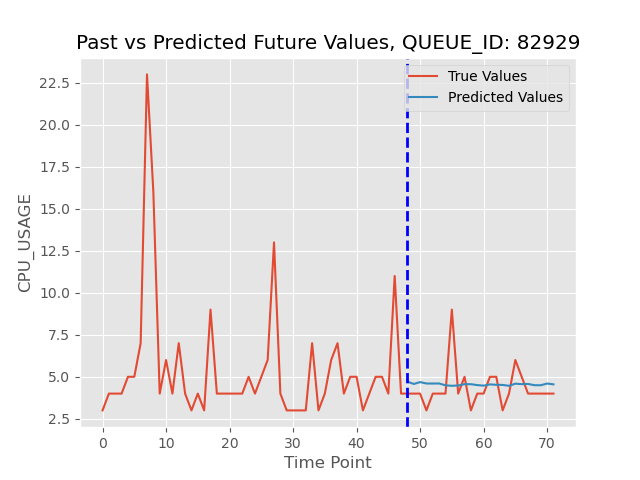 Past vs Predicted Future Values, QUEUE_ID: 82929
True Values
Predicted Values
22.5
20.0
17.5
15.0
12.5
10.0
7.5
5.0
2.5
CPU_USAGE
0 10 20 30 40 50 60 70
Time Point